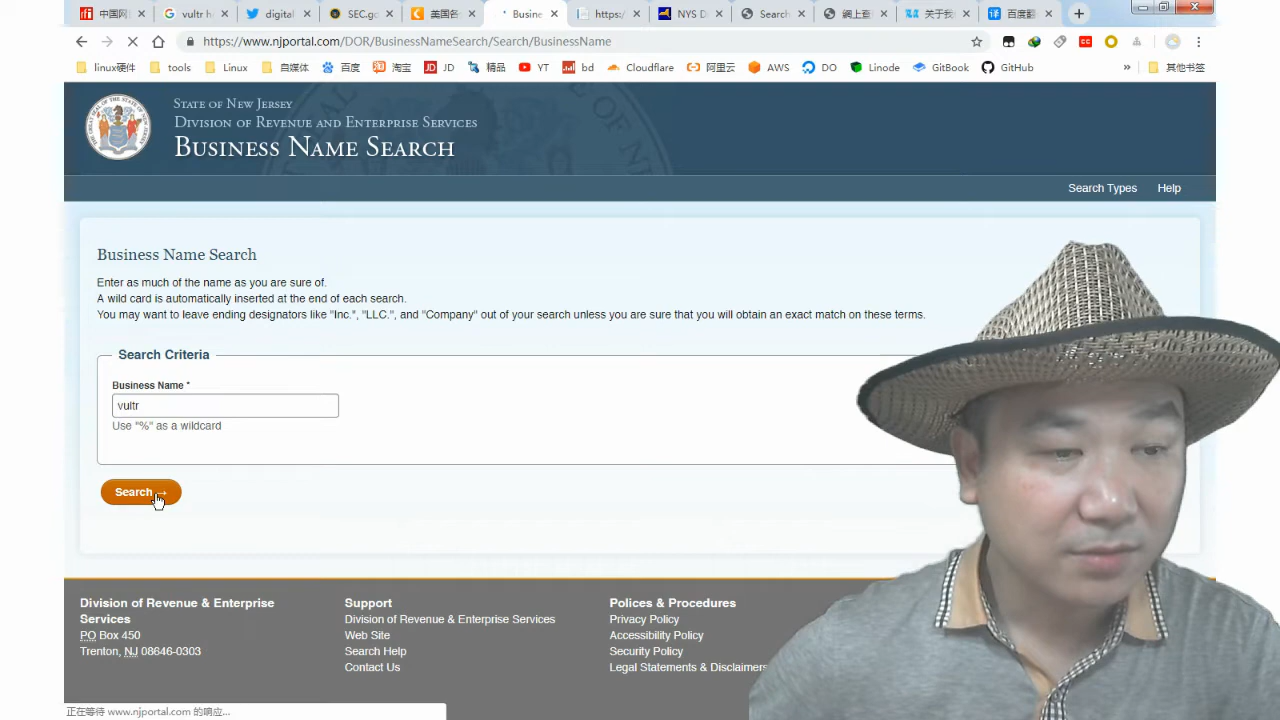 中国网
vultr h
digital
SEC.gc
美国各
Busine
https:/
NYS D
Search
網上查
关于我
百度翻
https://www.njportal.com/DOR/BusinessNameSearch/Search/BusinessName
linux硬件 tools Linux 自媒体 百度 淘宝 JD 精品 YT bd Cloudflare 阿里云 AWS DO Linode GitBook GitHub » 其他书签
STATE OF NEW JERSEY
DIVISION OF REVENUE AND ENTERPRISE SERVICES
BUSINESS NAME SEARCH
Search Types Help
Business Name Search
Enter as much of the name as you are sure of.
A wild card is automatically inserted at the end of each search.
You may want to leave ending designators like "Inc.", "LLC.", and "Company" out of your search unless you are sure that you will obtain an exact match on these terms.
Search Criteria
Business Name *
vultr
Use "%" as a wildcard
Search →
Division of Revenue & Enterprise
Services
PO Box 450
Trenton, NJ 08646-0303
Support
Division of Revenue & Enterprise Services
Web Site
Search Help
Contact Us
Polices & Procedures
Privacy Policy
Accessibility Policy
Security Policy
Legal Statements & Disclaimers
正在等待 www.njportal.com 的响应...